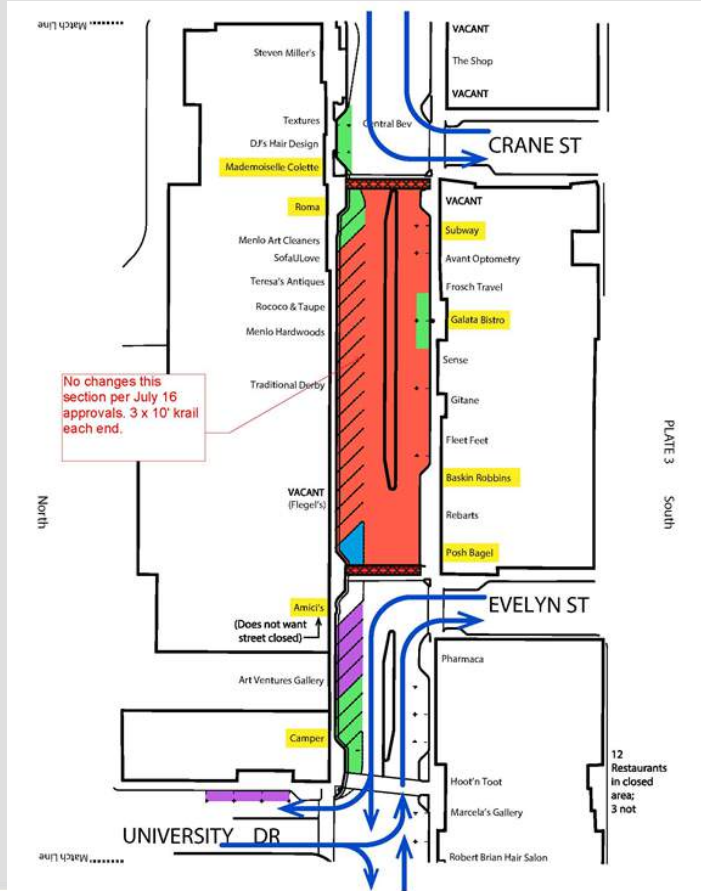 Match Line
Steven Miller's
Textures
DJ's Hair Design
Mademoiselle Colette
Roma
Menlo Art Cleaners
SofaULove
Teresa's Antiques
Rococo & Taupe
Menlo Hardwoods
No changes this
section per July 16
approvals. 3 x 10' krail
each end.
Traditional Derby
VACANT
(Flegel's)
North
Amici's
(Does not want
street closed)
Art Ventures Gallery
Camper
UNIVERSITY DR
Match Line
VACANT
The Shop
VACANT
Central Bev
CRANE ST
VACANT
Subway
Avant Optometry
Frosch Travel
Galata Bistro
Sense
Gitane
Fleet Feet
Baskin Robbins
Rebarts
Posh Bagel
PLATE 3
South
EVELYN ST
Pharmaca
Hoot'n Toot
Marcela's Gallery
Robert Brian Hair Salon
12
Restaurants
in closed
area;
3 not